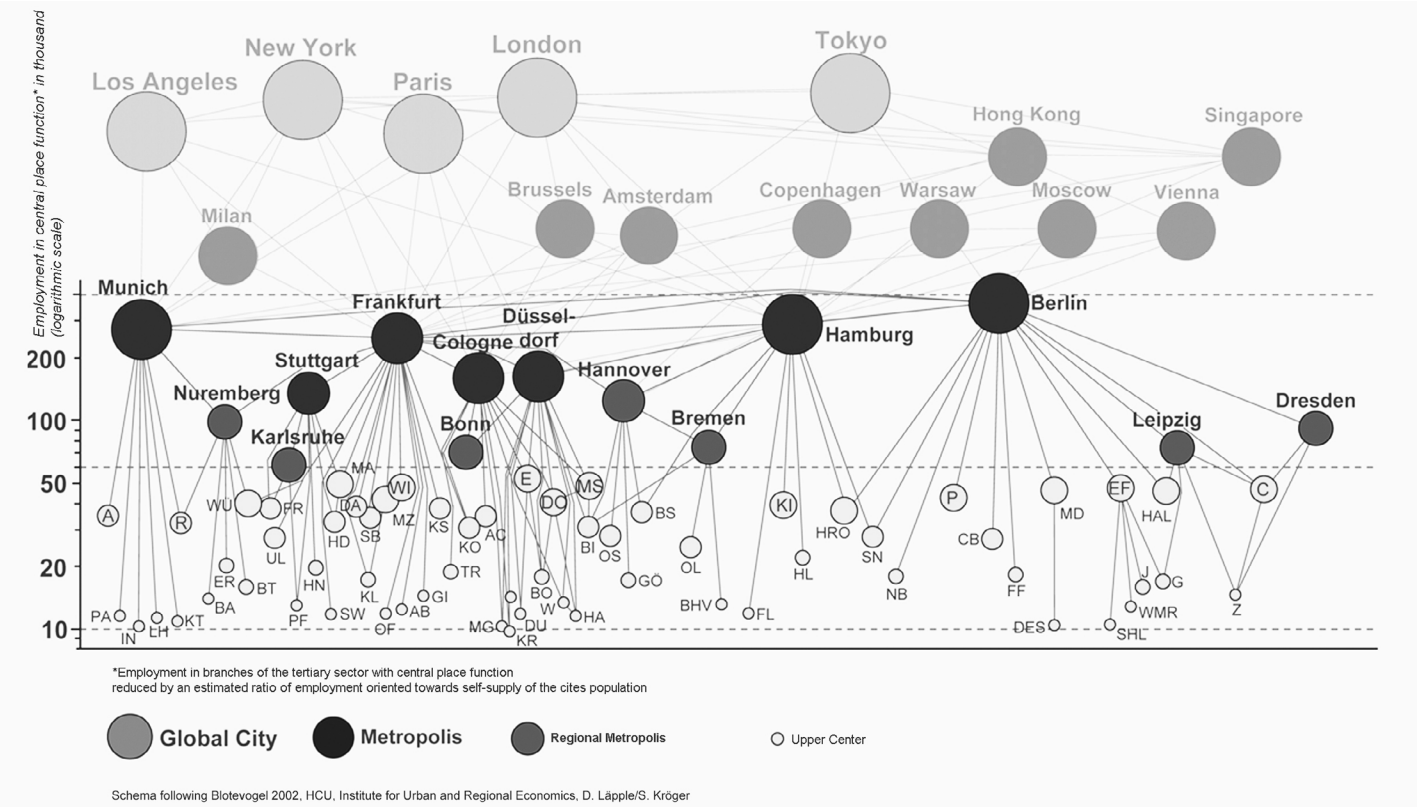 Employment in central place function* in thousand
(logarithmic scale)
New York
London
Tokyo
Los Angeles
Paris
Hong Kong
Singapore
Brussels
Amsterdam
Copenhagen
Warsaw
Moscow
Vienna
Milan
Munich
Frankfurt
Berlin
Düssel-
dorf
Hamburg
Cologne
200
Stuttgart
Hannover
Nuremberg
Dresden
100
Bonn
Bremen
Leipzig
Karlsruhe
50
MA
WI
E
MS
EF
C
WÜ
FR
DA
MZ
DO
KI
P
MD
HAL
A
R
HD
SB
KS
KO
AC
BI
OS
BS
HRO
SN
CB
UL
OL
20
ER
BT
HN
KL
TR
BO
GÖ
HL
NB
FF
J
G
BA
PF
SW
OF
AB
GI
W
HA
BHV
FL
WMR
Z
PA
IN
LH
KT
MG
DU
KR
DES
SHL
10
*Employment in branches of the tertiary sector with central place function
reduced by an estimated ratio of employment oriented towards self-supply of the cites population
Global City
Metropolis
Regional Metropolis
Upper Center
Schema following Blotevogel 2002, HCU, Institute for Urban and Regional Economics, D. Läpple/S. Kröger